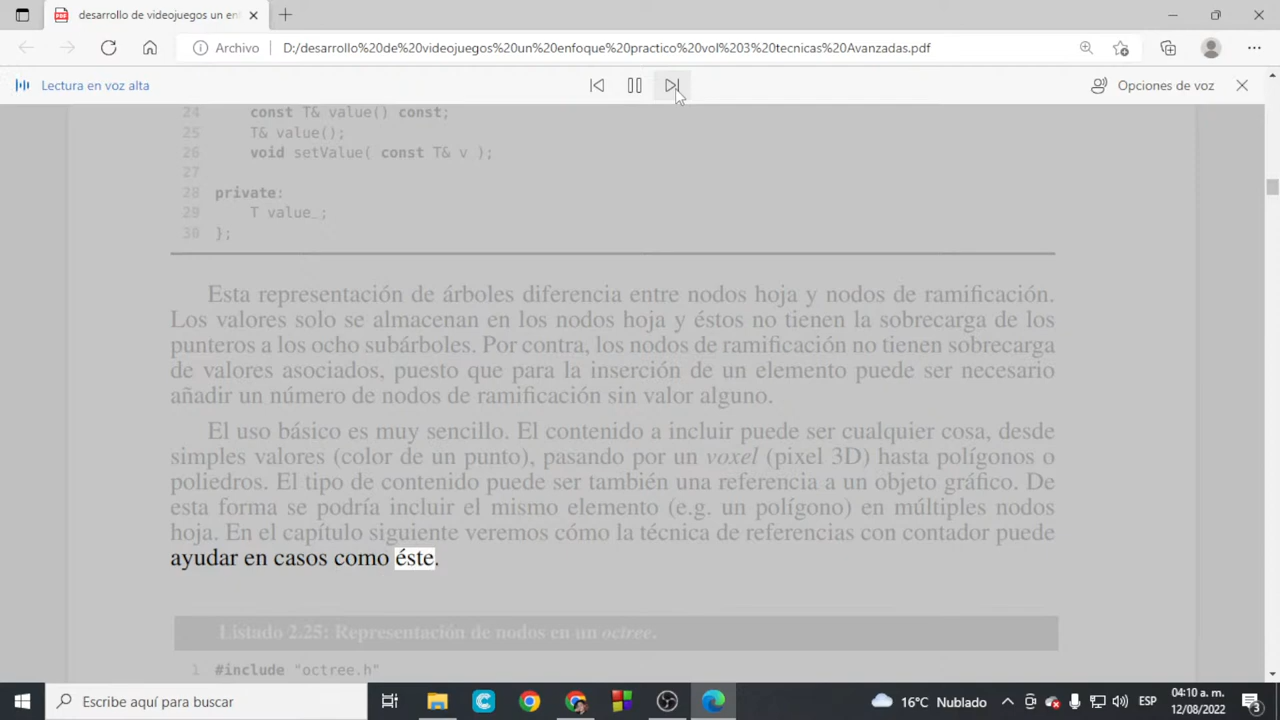 desarrollo de videojuegos un en
Archivo D:/desarrollo%20de%20videojuegos%20un%20enfoque%20practico%20vol%203%20tecnicas%20Avanzadas.pdf
Lectura en voz alta
Opciones de voz
24 const T& value() const;
25 T& value();
26 void setValue( const T& v );
27
28 private:
29 T value_;
30 };
Esta representación de árboles diferencia entre nodos hoja y nodos de ramificación.
Los valores solo se almacenan en los nodos hoja y éstos no tienen la sobrecarga de los
punteros a los ocho subárboles. Por contra, los nodos de ramificación no tienen sobrecarga
de valores asociados, puesto que para la inserción de un elemento puede ser necesario
añadir un número de nodos de ramificación sin valor alguno.
El uso básico es muy sencillo. El contenido a incluir puede ser cualquier cosa, desde
simples valores (color de un punto), pasando por un voxel (pixel 3D) hasta polígonos o
poliedros. El tipo de contenido puede ser también una referencia a un objeto gráfico. De
esta forma se podría incluir el mismo elemento (e.g. un polígono) en múltiples nodos
hoja. En el capítulo siguiente veremos cómo la técnica de referencias con contador puede
ayudar en casos como éste.
Listado 2.25: Representación de nodos en un octree.
1 #include "octree.h"
Escribe aquí para buscar
16°C Nublado
ESP
04:10 a. m.
12/08/2022
3